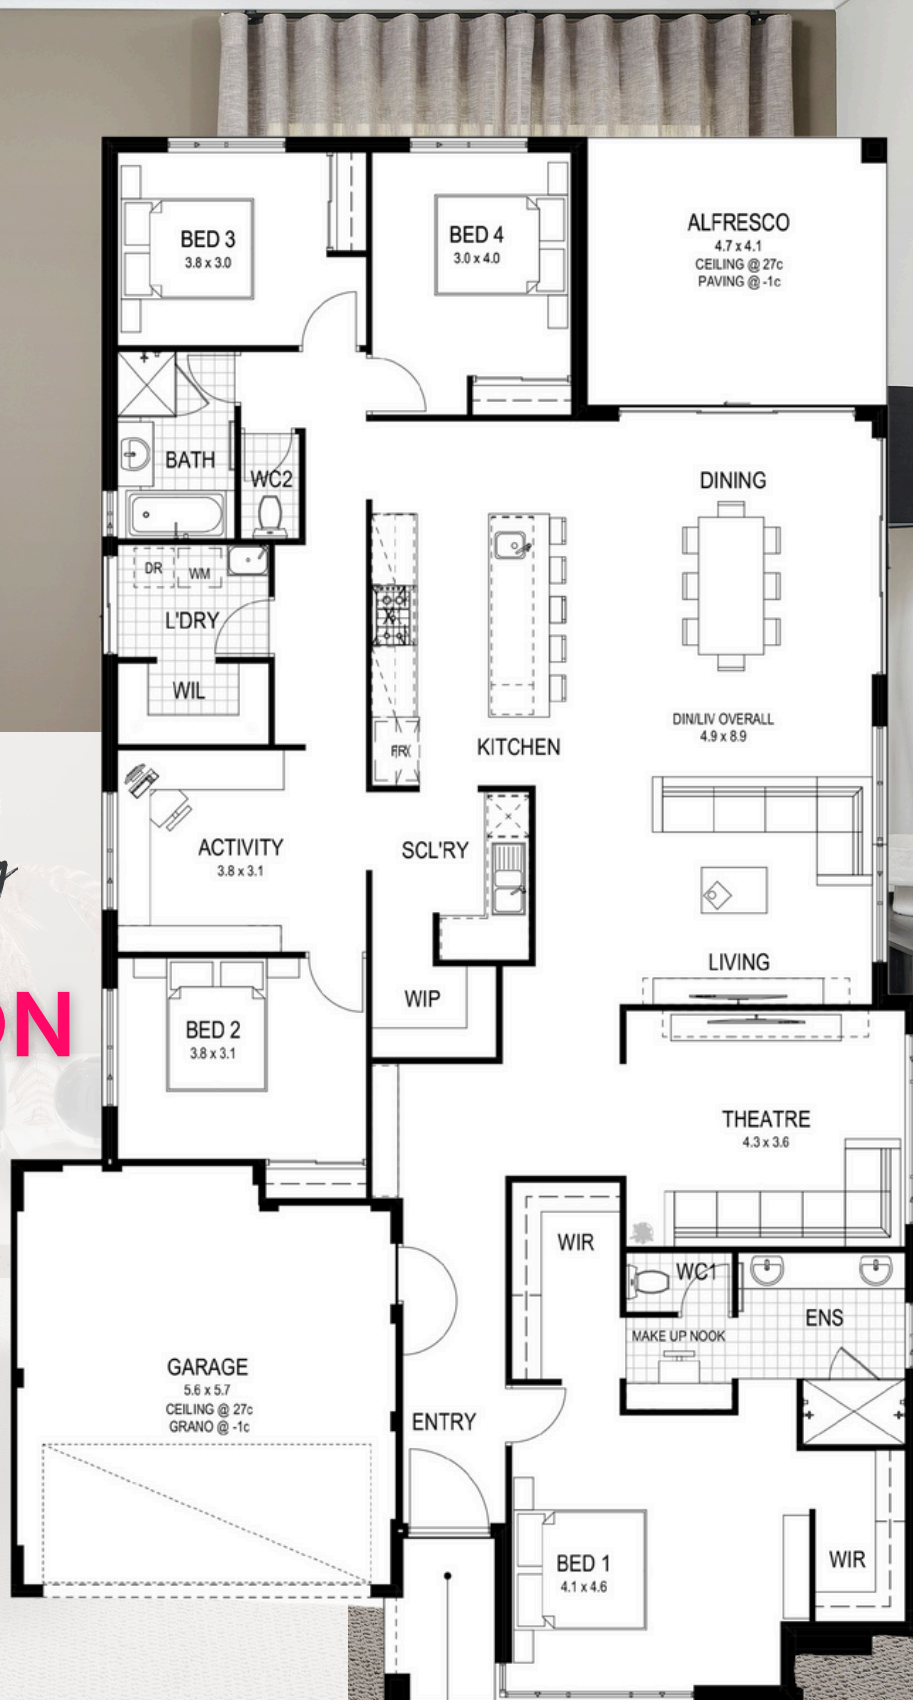 BED 3
3.8 x 3.0
BED 4
3.0 x 4.0
ALFRESCO
4.7 x 4.1
CEILING @ 27c
PAVING @ -1c
BATH
WC2
DINING
DR
WM
L'DRY
WIL
FRX
KITCHEN
DIN/LIV OVERALL
4.9 x 8.9
ACTIVITY
3.8 x 3.1
SCL'RY
LIVING
WIP
ON
BED 2
3.8 x 3.1
THEATRE
4.3 x 3.6
WIR
WC1
ENS
MAKE UP NOOK
GARAGE
5.6 x 5.7
CEILING @ 27c
GRANO @ -1c
ENTRY
BED 1
4.1 x 4.6
WIR